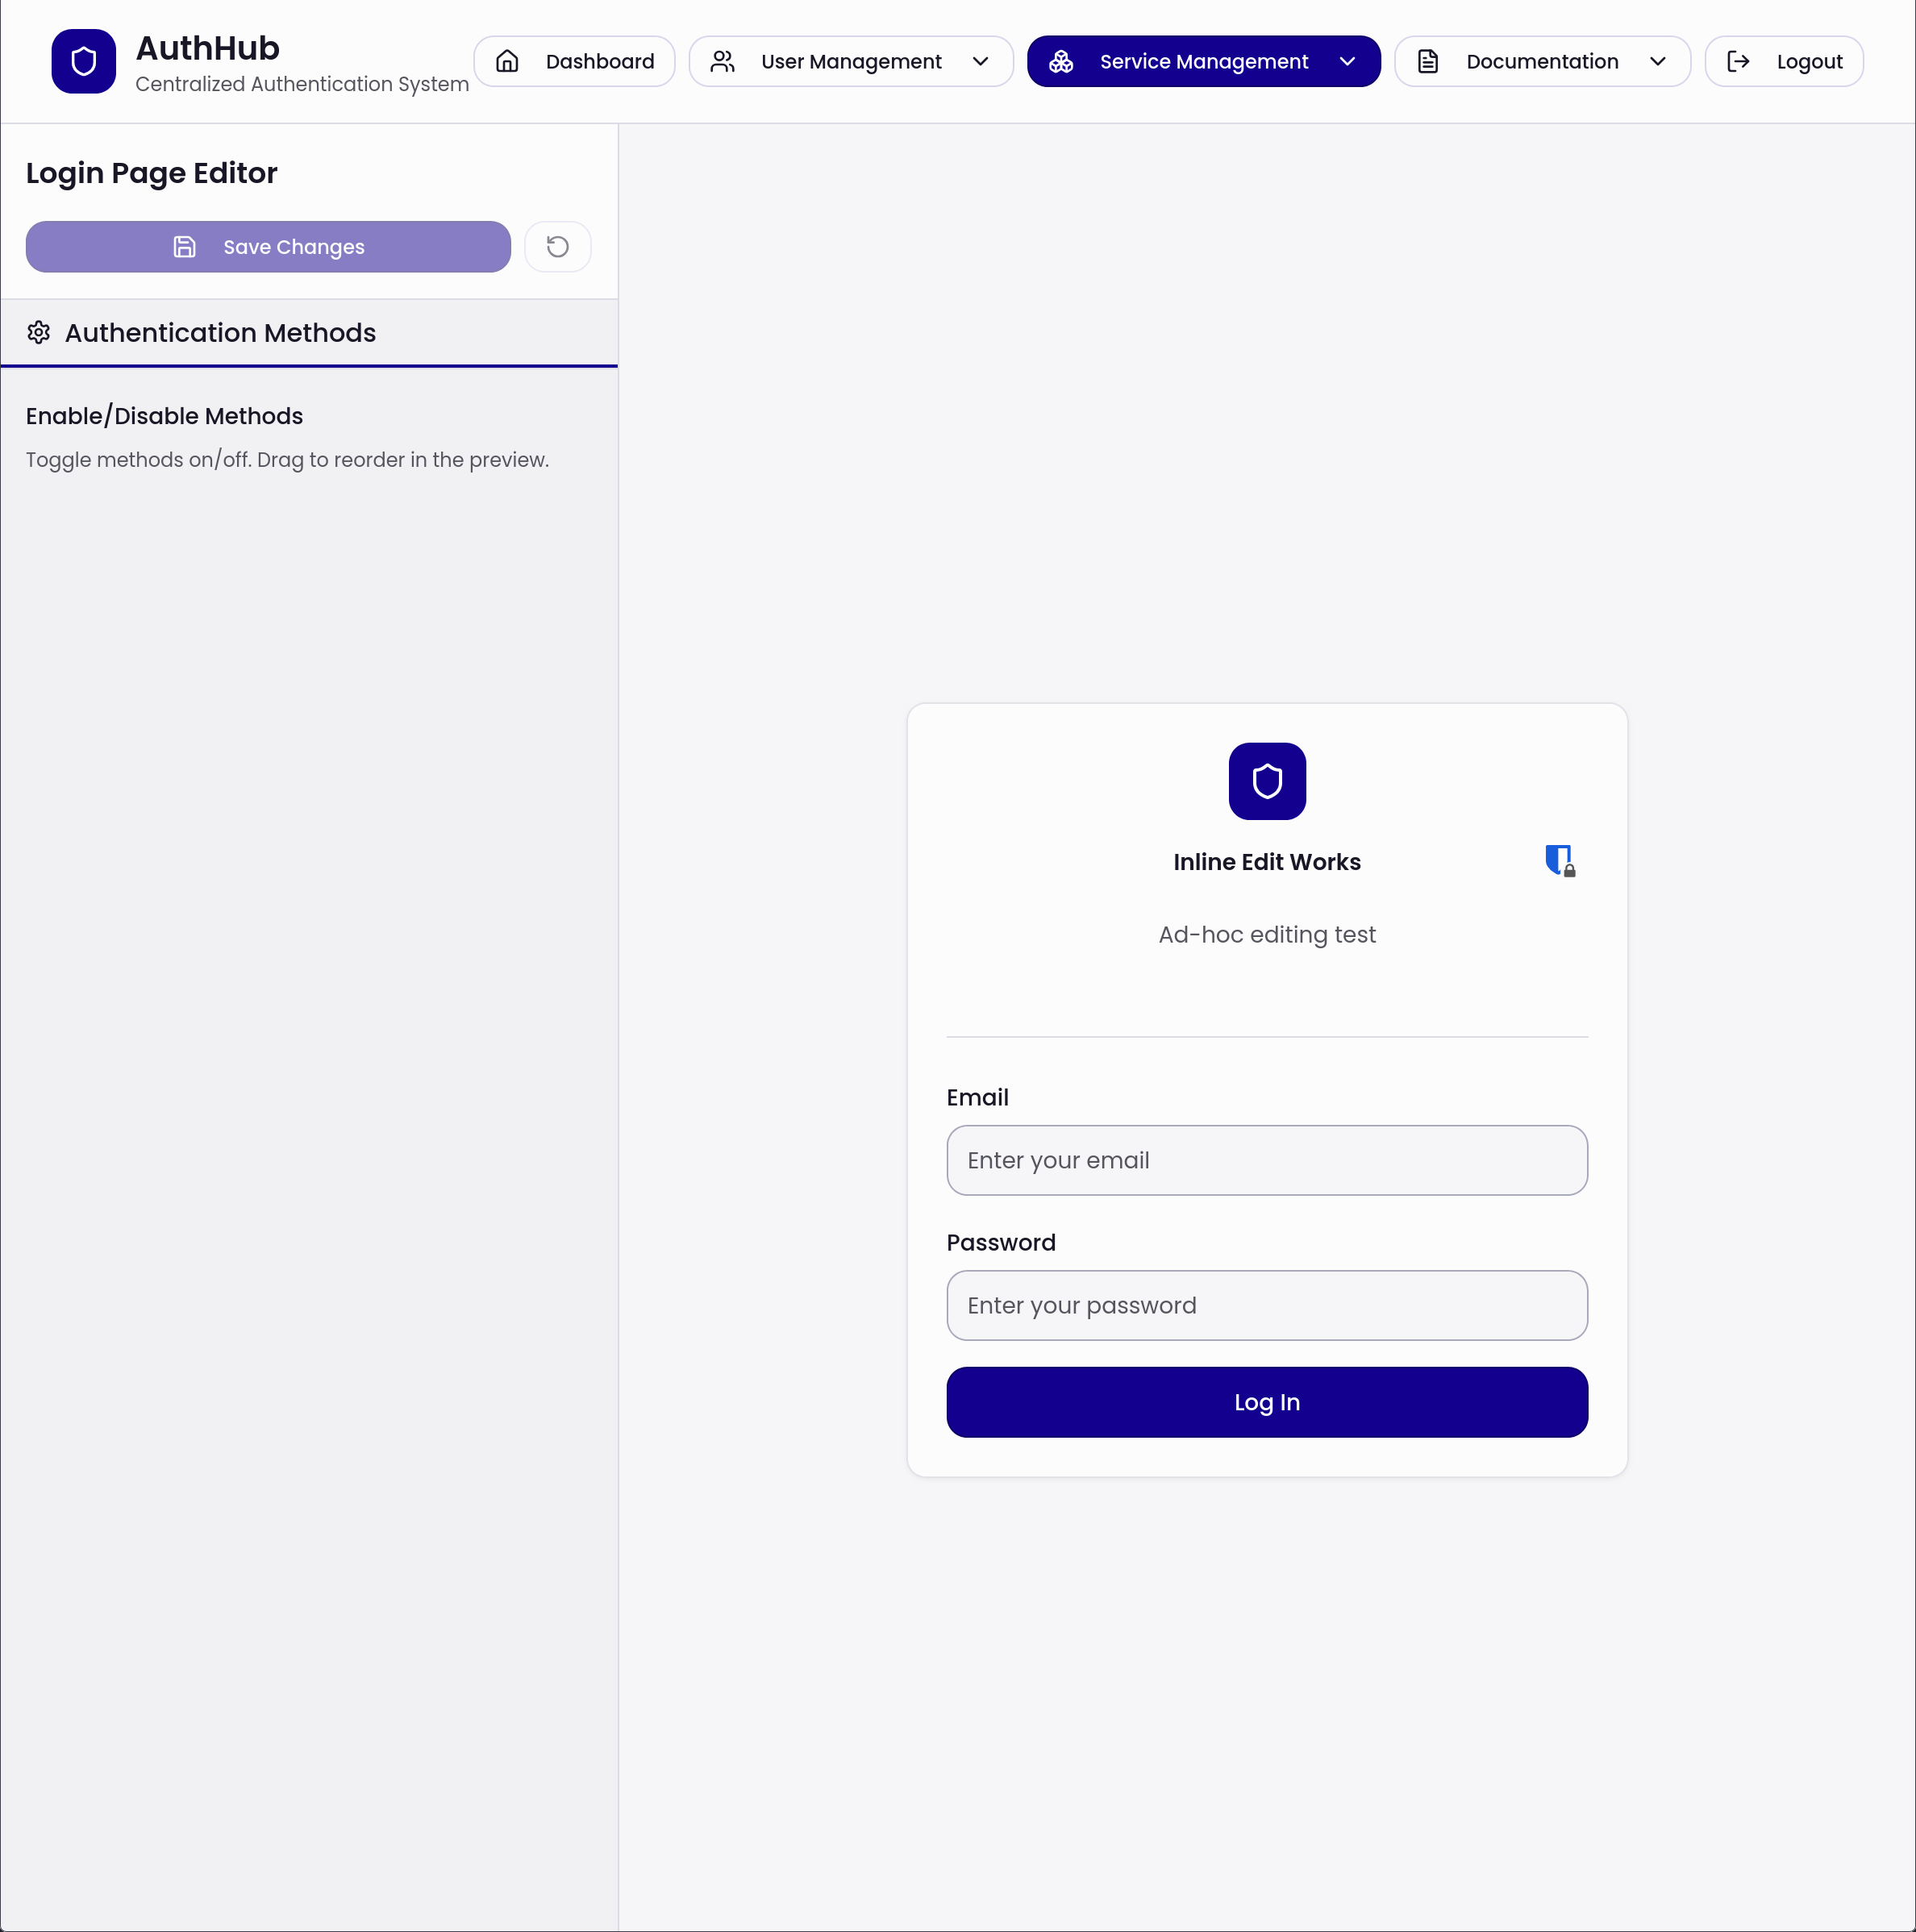 AuthHub
Centralized Authentication System
Dashboard
User Management
Service Management
Documentation
Logout
Login Page Editor
Save Changes
Authentication Methods
Enable/Disable Methods
Toggle methods on/off. Drag to reorder in the preview.
Inline Edit Works
Ad-hoc editing test
Email
Enter your email
Password
Enter your password
Log In